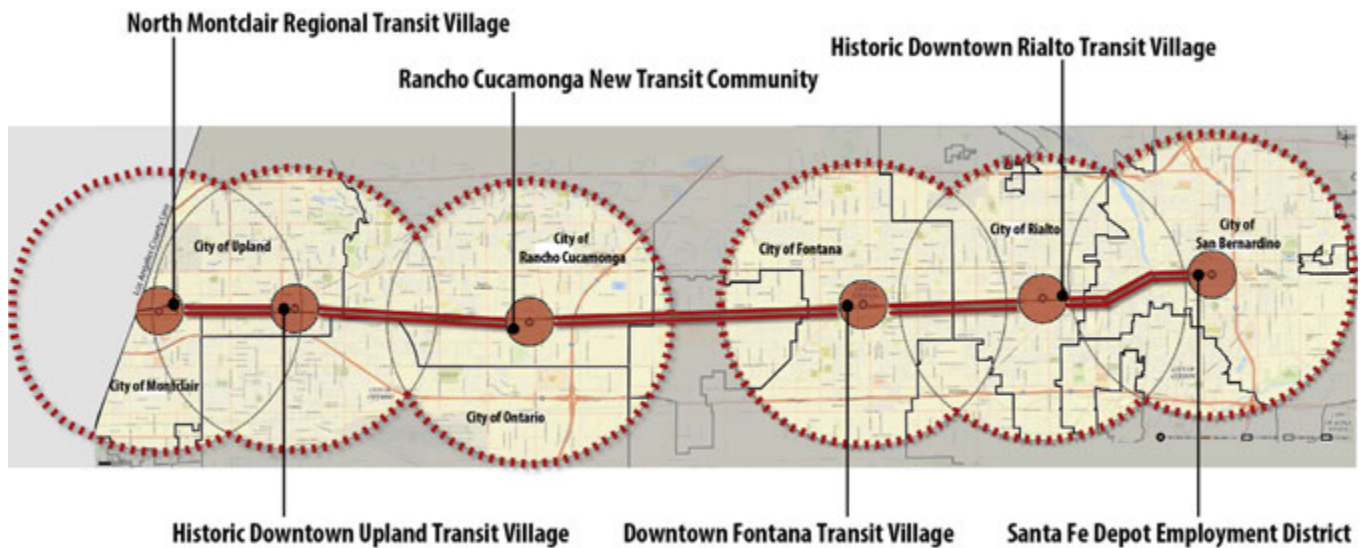 North Montclair Regional Transit Village
Historic Downtown Rialto Transit Village
Rancho Cucamonga New Transit Community
Los Angeles County Line
City of Upland
City of
Rancho Cucamonga
City of Fontana
City of Rialto
City of
San Bernardino
City of Montclair
City of Ontario
Historic Downtown Upland Transit Village
Downtown Fontana Transit Village
Santa Fe Depot Employment District